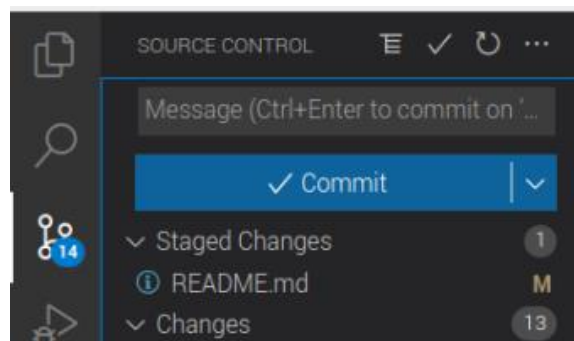 SOURCE CONTROL
Message (Ctrl+Enter to commit on '...
Commit
14
Staged Changes 1
README.md M
Changes 13